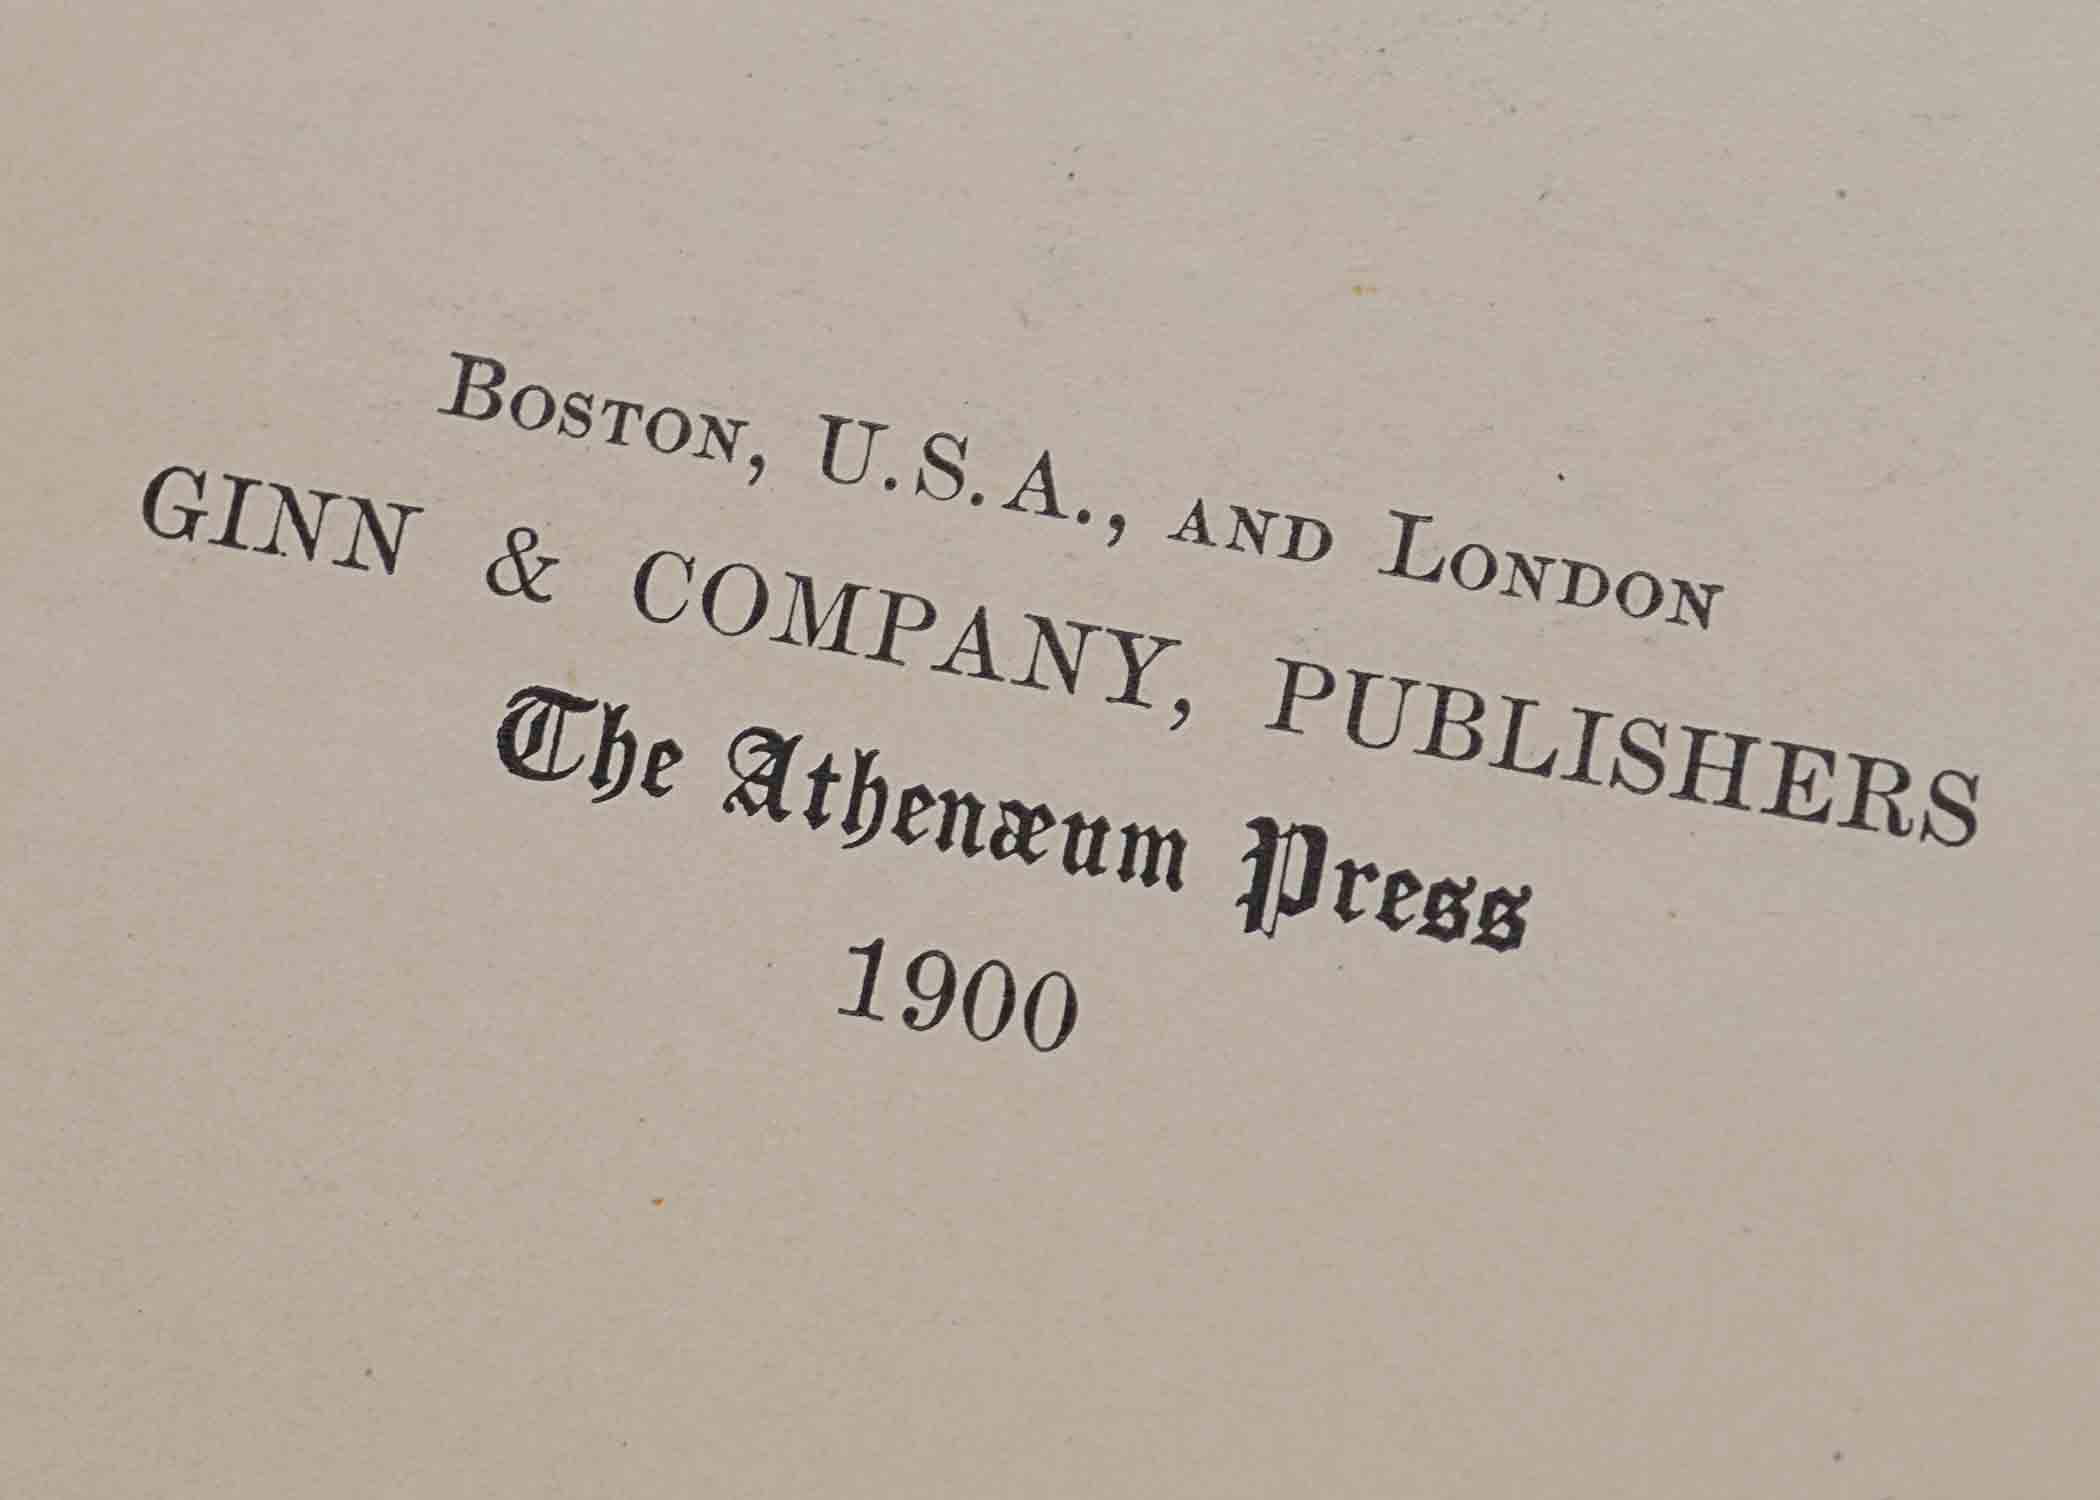 Boston, U.S.A., and London
GINN & COMPANY, PUBLISHERS
The Athenæum Press
1900